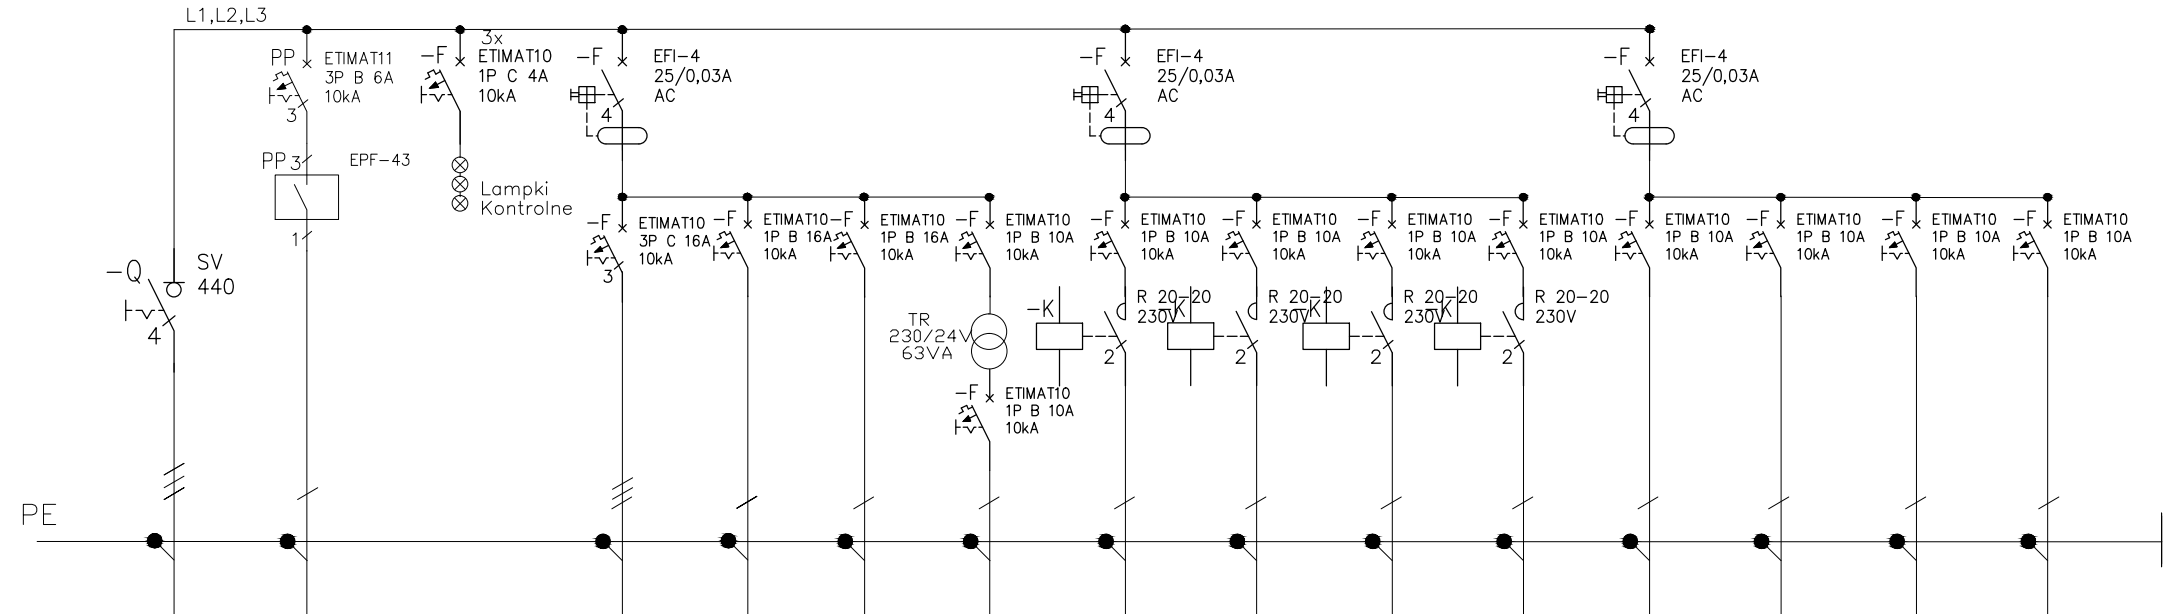 L1,L2,L3
PP
ETIMAT11
3P B 6A
10kA
3
-F
3x
ETIMAT10
1P C 4A
10kA
-F
EFI-4
25/0,03A
AC
4
-F
EFI-4
25/0,03A
AC
4
-F
EFI-4
25/0,03A
AC
4
PP 3
EPF-43
1
Lampki
Kontrolne
-F
ETIMAT10
3P C 16A
10kA
3
-F
ETIMAT10
1P B 16A
10kA
-F
ETIMAT10
1P B 16A
10kA
-F
ETIMAT10
1P B 10A
10kA
-F
ETIMAT10
1P B 10A
10kA
-F
ETIMAT10
1P B 10A
10kA
-F
ETIMAT10
1P B 10A
10kA
-F
ETIMAT10
1P B 10A
10kA
-F
ETIMAT10
1P B 10A
10kA
-F
ETIMAT10
1P B 10A
10kA
-F
ETIMAT10
1P B 10A
10kA
-F
ETIMAT10
1P B 10A
10kA
-Q
SV
440
4
TR
230/24V
63VA
-K
R 20-20
230V
2
-K
R 20-20
230V
2
-K
R 20-20
230V
2
-K
R 20-20
230V
2
-F
ETIMAT10
1P B 10A
10kA
PE